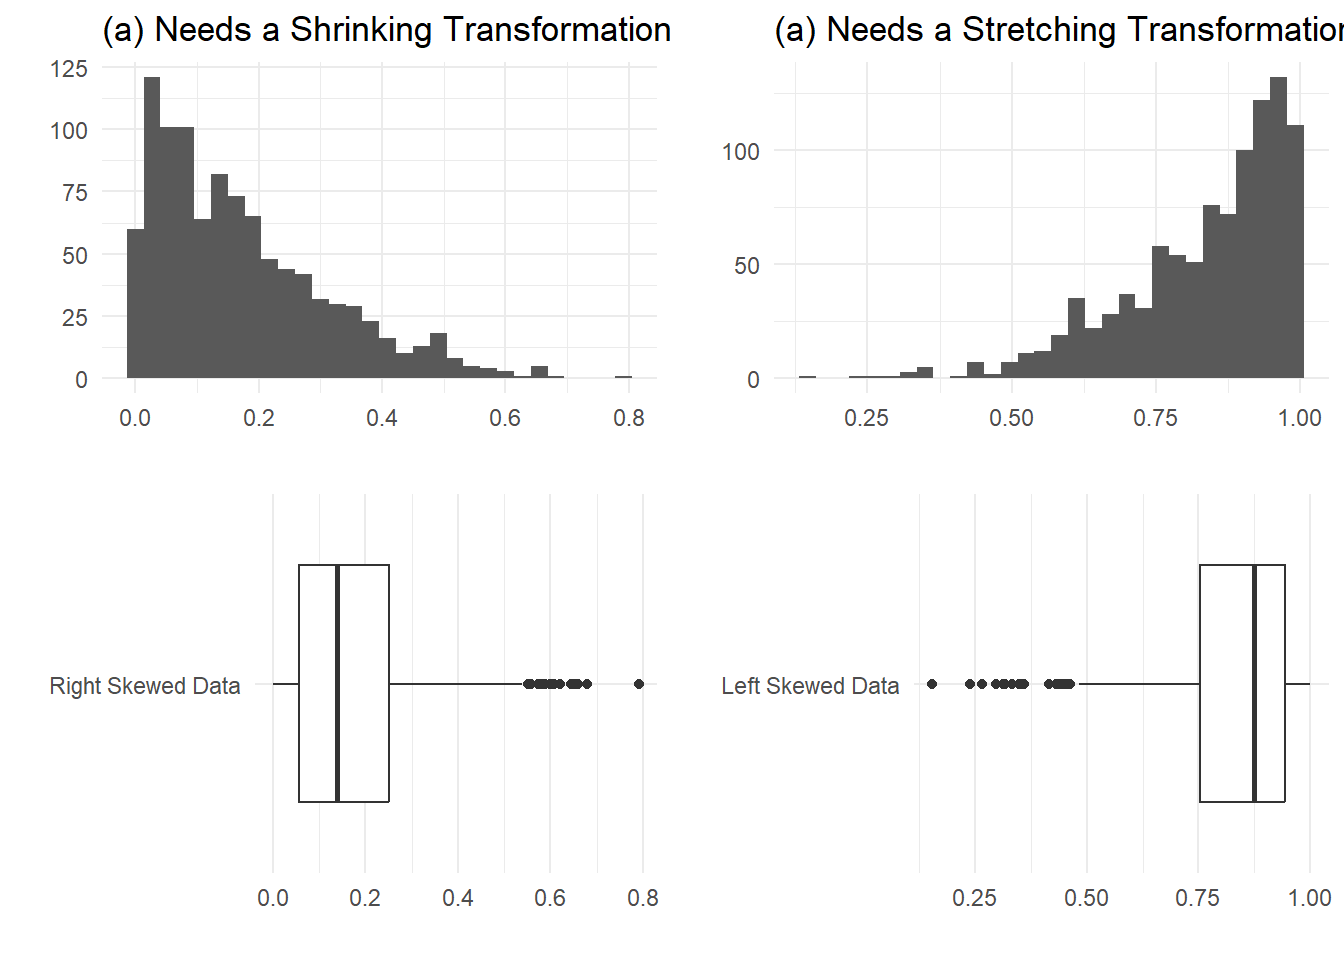 (a) Needs a Shrinking Transformation
125
100
75
50
25
0
0.0 0.2 0.4 0.6 0.8
(a) Needs a Stretching Transformation
100
50
0
0.25 0.50 0.75 1.00
Right Skewed Data
0.0 0.2 0.4 0.6 0.8
Left Skewed Data
0.25 0.50 0.75 1.00